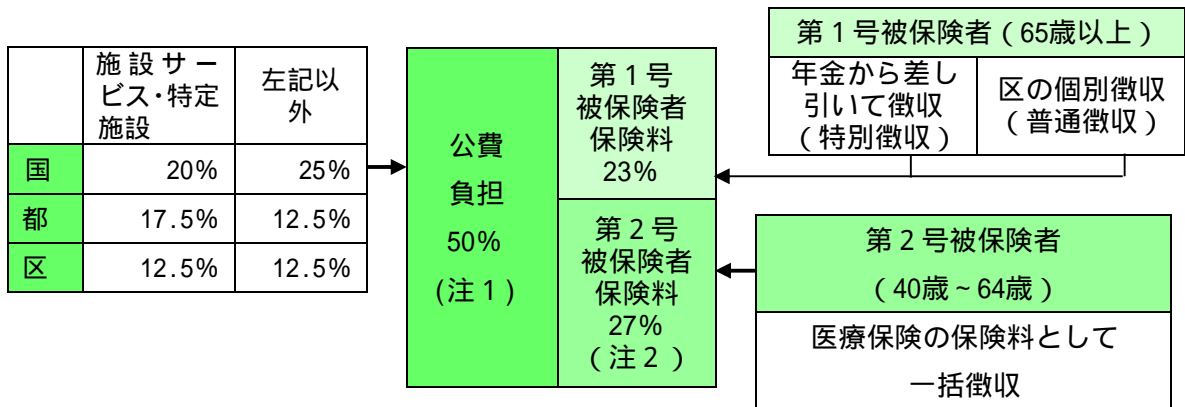 施設サー
ビス・特定
施設
左記以
外
国 20% 25%
都 17.5% 12.5%
区 12.5% 12.5%
公費
負担
50%
(注1)
第1号
被保険者
保険料
23%
第2号
被保険者
保険料
27%
(注2)
第1号被保険者(65歳以上)
年金から差し
引いて徴収
(特別徴収)
区の個別徴収
(普通徴収)
第2号被保険者
(40歳~64歳)
医療保険の保険料として
一括徴収